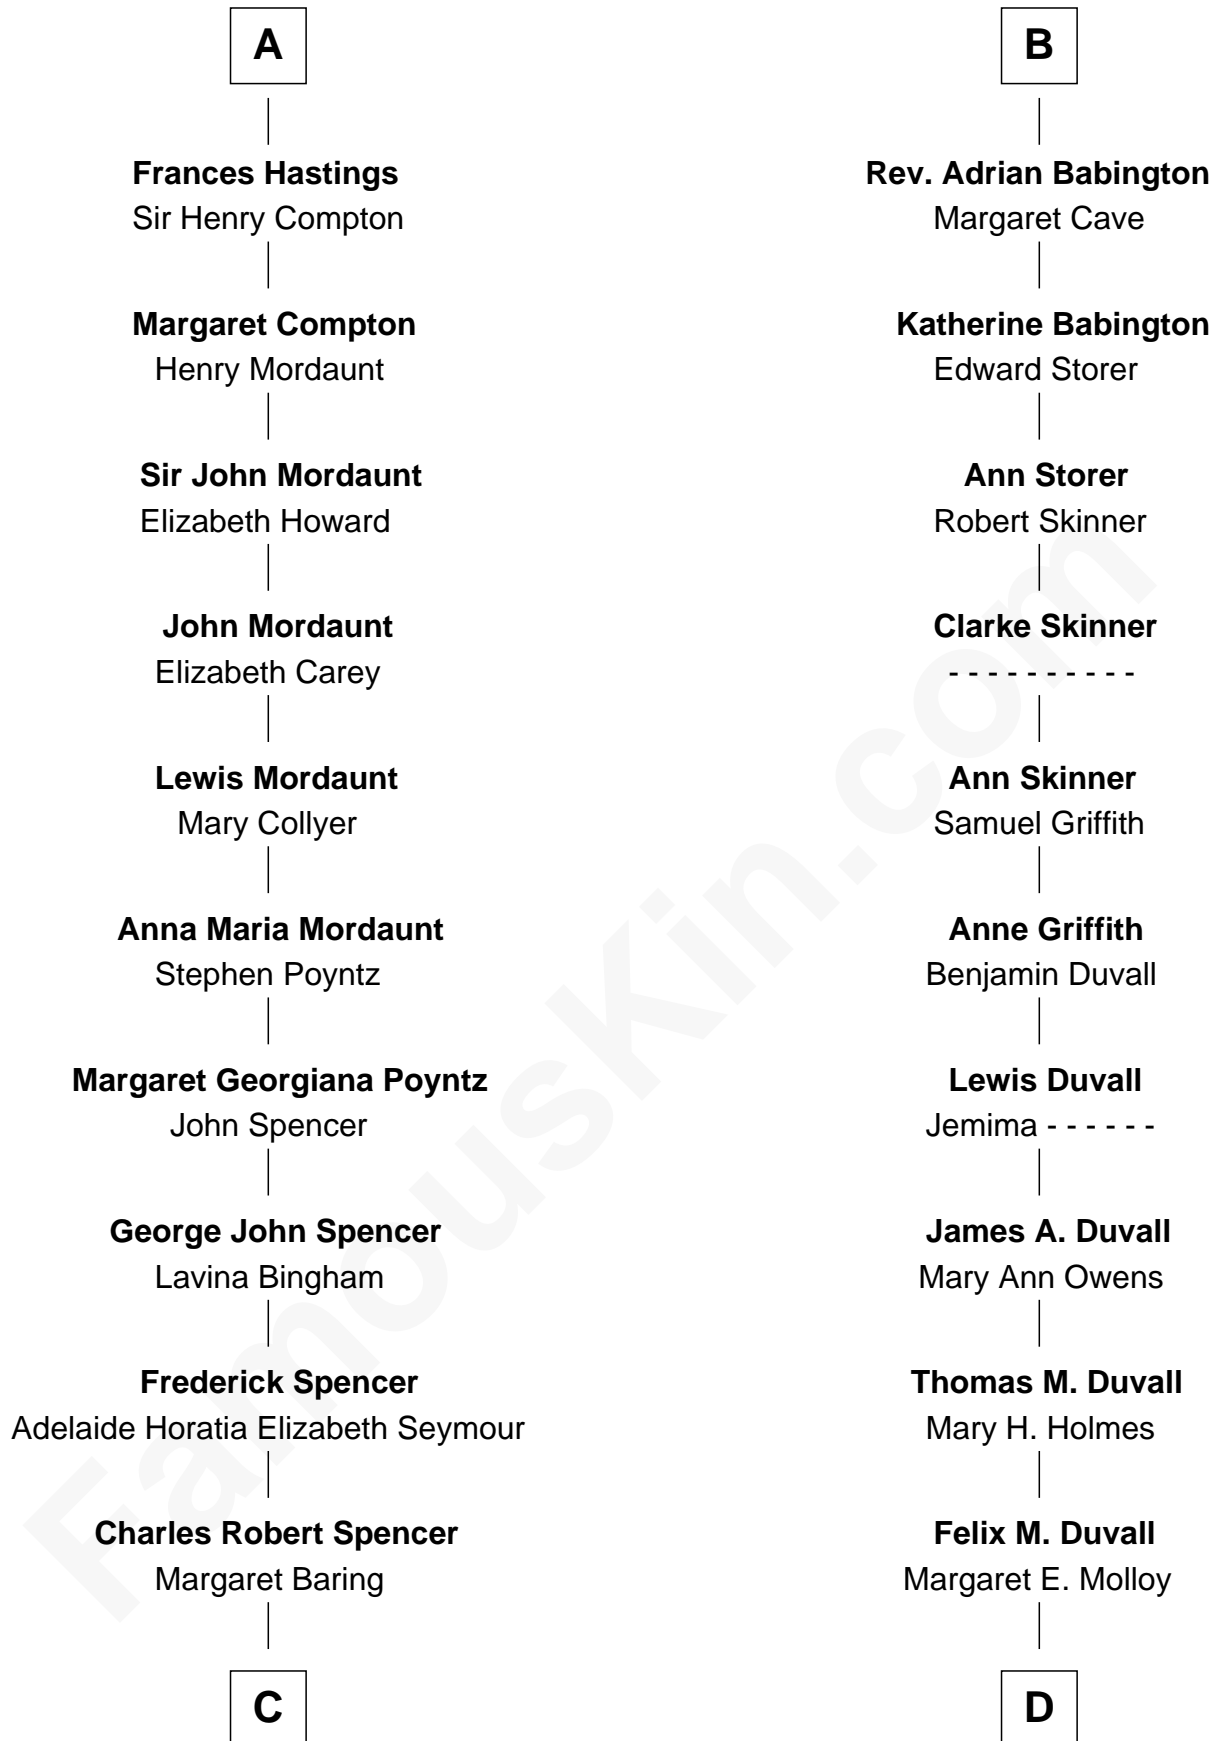 A
Frances Hastings
Sir Henry Compton
Margaret Compton
Henry Mordaunt
Sir John Mordaunt
Elizabeth Howard
John Mordaunt
Elizabeth Carey
Lewis Mordaunt
Mary Collyer
Anna Maria Mordaunt
Stephen Poyntz
Margaret Georgiana Poyntz
John Spencer
George John Spencer
Lavina Bingham
Frederick Spencer
Adelaide Horatia Elizabeth Seymour
Charles Robert Spencer
Margaret Baring
C
B
Rev. Adrian Babington
Margaret Cave
Katherine Babington
Edward Storer
Ann Storer
Robert Skinner
Clarke Skinner
- - - - - - - - - -
Ann Skinner
Samuel Griffith
Anne Griffith
Benjamin Duvall
Lewis Duvall
Jemima - - - - - -
James A. Duvall
Mary Ann Owens
Thomas M. Duvall
Mary H. Holmes
Felix M. Duvall
Margaret E. Molloy
D
FamousKin.com